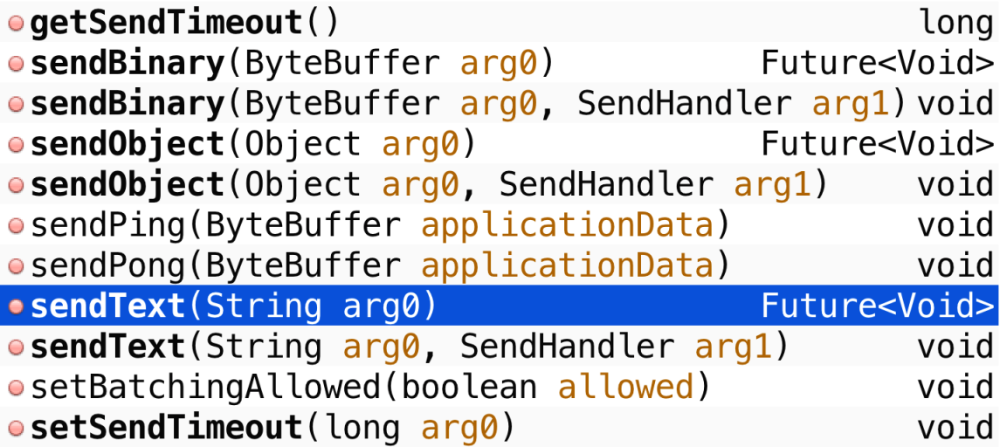 getSendTimeout() long
sendBinary(ByteBuffer arg0) Future<Void>
sendBinary(ByteBuffer arg0, SendHandler arg1) void
sendObject(Object arg0) Future<Void>
sendObject(Object arg0, SendHandler arg1) void
sendPing(ByteBuffer applicationData) void
sendPong(ByteBuffer applicationData) void
sendText(String arg0) Future<Void>
sendText(String arg0, SendHandler arg1) void
setBatchingAllowed(boolean allowed) void
setSendTimeout(long arg0) void